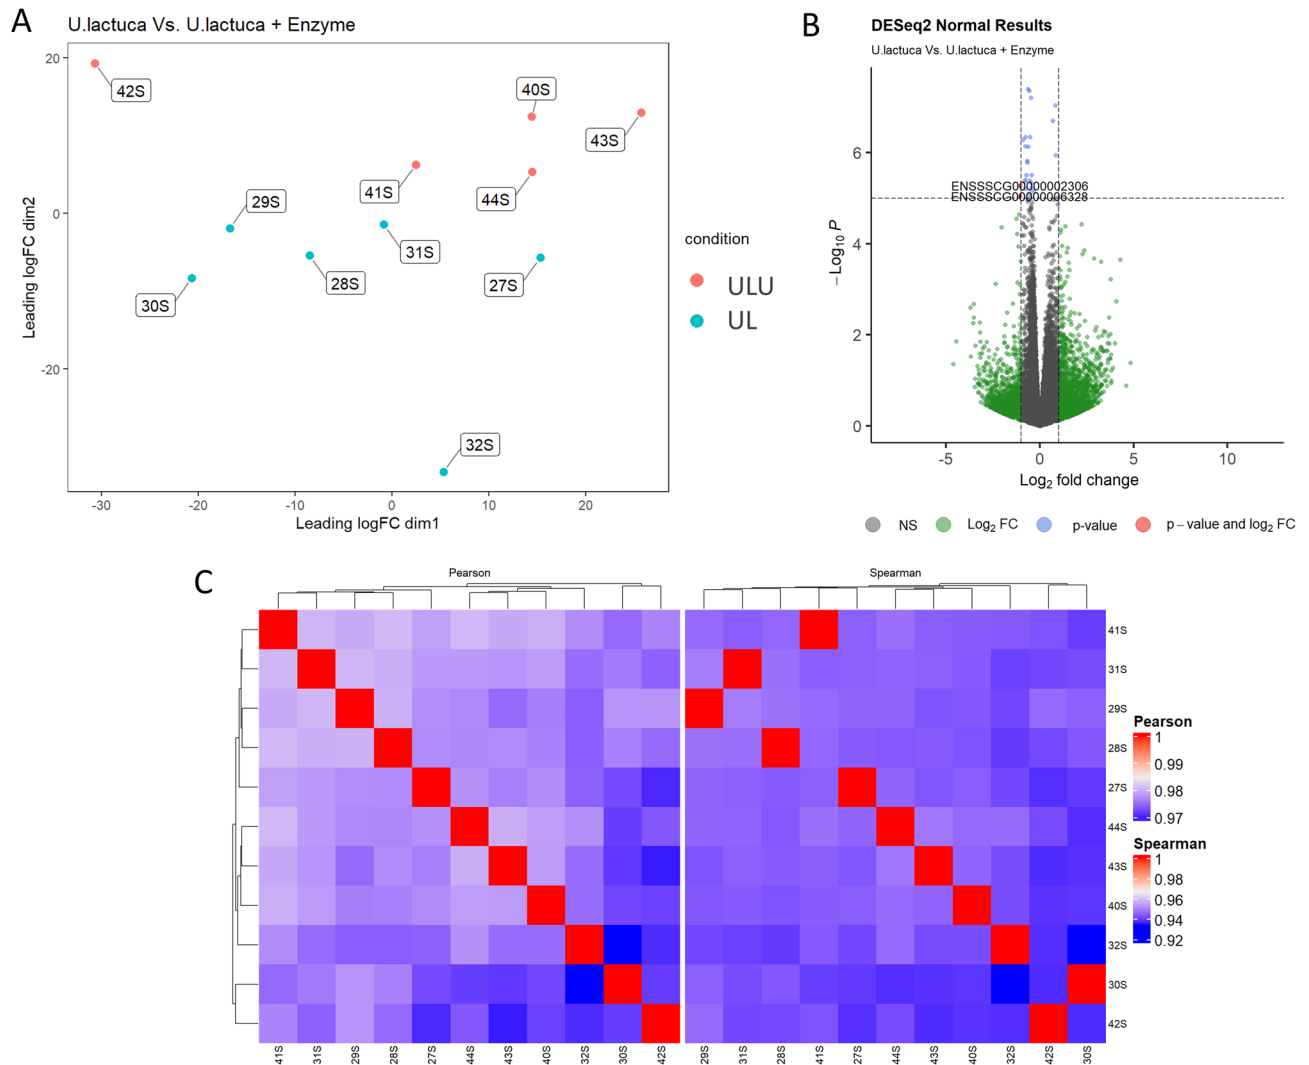 A
U.lactuca Vs. U.lactuca + Enzyme
20
0
-20
Leading logFC dim2
42S
40S
43S
41S
44S
29S
31S
28S
27S
30S
32S
-30
-20
-10
0
10
20
Leading logFC dim1
condition
ULU
UL
B
DESeq2 Normal Results
U.lactuca Vs. U.lactuca + Enzyme
6
4
2
0
− Log10 P
ENSSSCG00000002306
ENSSSCG00000006328
-5
0
5
10
Log2 fold change
NS
Log2 FC
p-value
p − value and log2 FC
C
Pearson
Spearman
41S
31S
29S
28S
27S
44S
43S
40S
32S
30S
42S
41S
31S
29S
28S
27S
44S
43S
40S
32S
30S
42S
29S
31S
28S
41S
27S
44S
43S
40S
32S
42S
30S
Pearson
1
0.99
0.98
0.97
Spearman
1
0.98
0.96
0.94
0.92